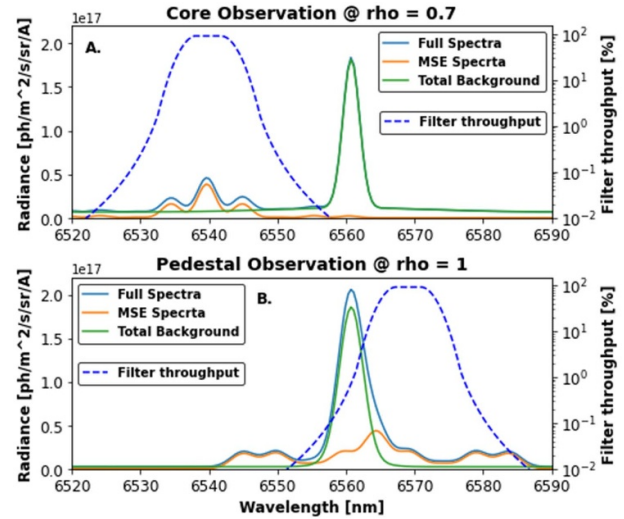 Core Observation @ rho = 0.7
1e17
A.
Full Spectra
MSE Specrta
Total Background
Filter throughput
Radiance [ph/m^2/s/sr/A]
2.0
1.5
1.0
0.5
0.0
Filter throughput [%]
10^2
10^1
10^0
10^-1
10^-2
6520 6530 6540 6550 6560 6570 6580 6590
Pedestal Observation @ rho = 1
1e17
Full Spectra
MSE Specrta
Total Background
Filter throughput
B.
Radiance [ph/m^2/s/sr/A]
2.0
1.5
1.0
0.5
0.0
Filter throughput [%]
10^2
10^1
10^0
10^-1
10^-2
6520 6530 6540 6550 6560 6570 6580 6590
Wavelength [nm]